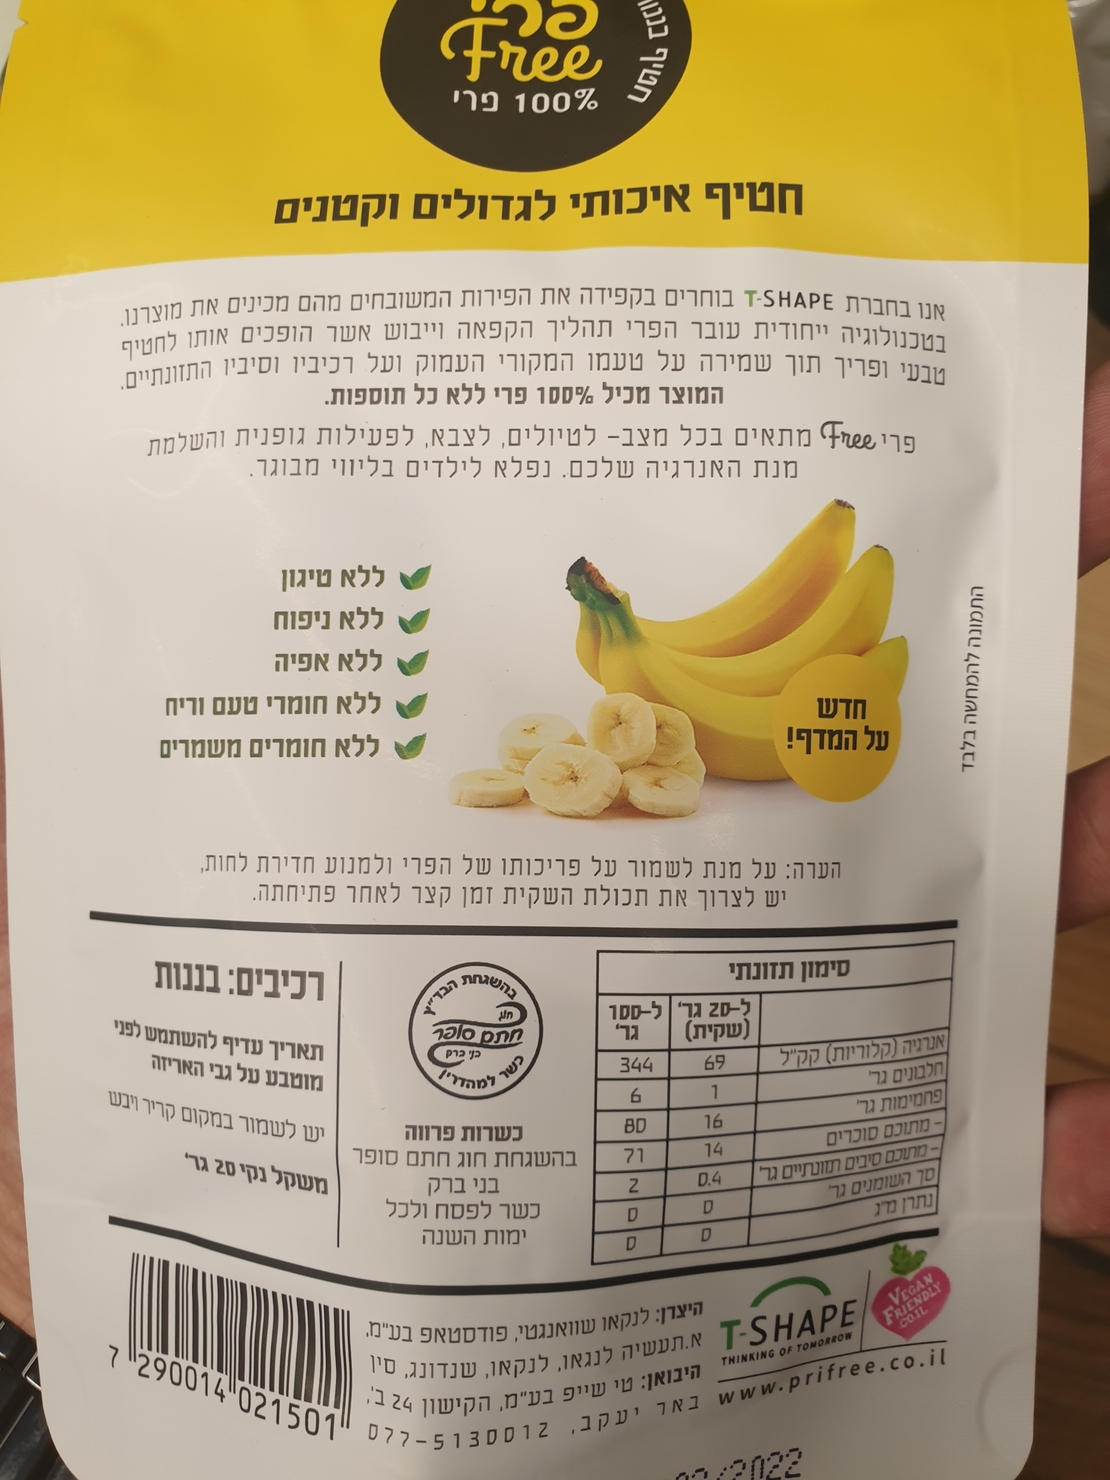 פרי
Free
100% פרי
חטיף
חטיף איכותי לגדולים וקטנים
אנו בחברת T-SHAPE בוחרים בקפידה את הפירות המשובחים מהם מכינים את מוצרנו.
בטכנולוגיה ייחודית עובר הפרי תהליך הקפאה וייבוש אשר הופכים אותו לחטיף
טבעי ופריך תוך שמירה על טעמו המקורי העמוק ועל רכיביו וסיביו התזונתיים.
המוצר מכיל 100% פרי ללא כל תוספות.
פרי Free מתאים בכל מצב- לטיולים, לצבא, לפעילות גופנית והשלמת
מנת האנרגיה שלכם. נפלא לילדים בליווי מבוגר.
ללא טיגון
ללא ניפוח
ללא אפיה
ללא חומרי טעם וריח
ללא חומרים משמרים
חדש
על המדף!
התמונה להמחשה בלבד
הערה: על מנת לשמור על פריכותו של הפרי ולמנוע חדירת לחות,
יש לצרוך את תכולת השקית זמן קצר לאחר פתיחתה.
סימון תזונתי
ל-20 גר' (שקית) ל-100 גר'
אנרגיה (קלוריות) קק"ל 69 344
חלבונים גר' 1 6
פחמימות גר' 16 80
- מתוכם סוכרים 14 71
- מתוכם סיבים תזונתיים גר' 0.4 2
סך השומנים גר' 0 0
נתרן מ"ג 0 0
בהשגחת הבד"ץ
חוג
חתם סופר
בני ברק
כשר למהדרין
כשרות פרווה
בהשגחת חוג חתם סופר
בני ברק
כשר לפסח ולכל
ימות השנה
רכיבים: בננות
תאריך עדיף להשתמש לפני
מוטבע על גבי האריזה
יש לשמור במקום קריר ויבש
משקל נקי 20 גר'
VEGAN
FRIENDLY
.CO.IL
T-SHAPE
THINKING OF TOMORROW
www.prifree.co.il
היצרן: לנקאו שוואנגטי, פודסטאפ בע"מ,
א.תעשיה לנגאו, לנקאו, שנדונג, סין
היבואן: טי שייפ בע"מ, הקישון 24 ב',
באר יעקב, 077-5130012
7 290014 021501